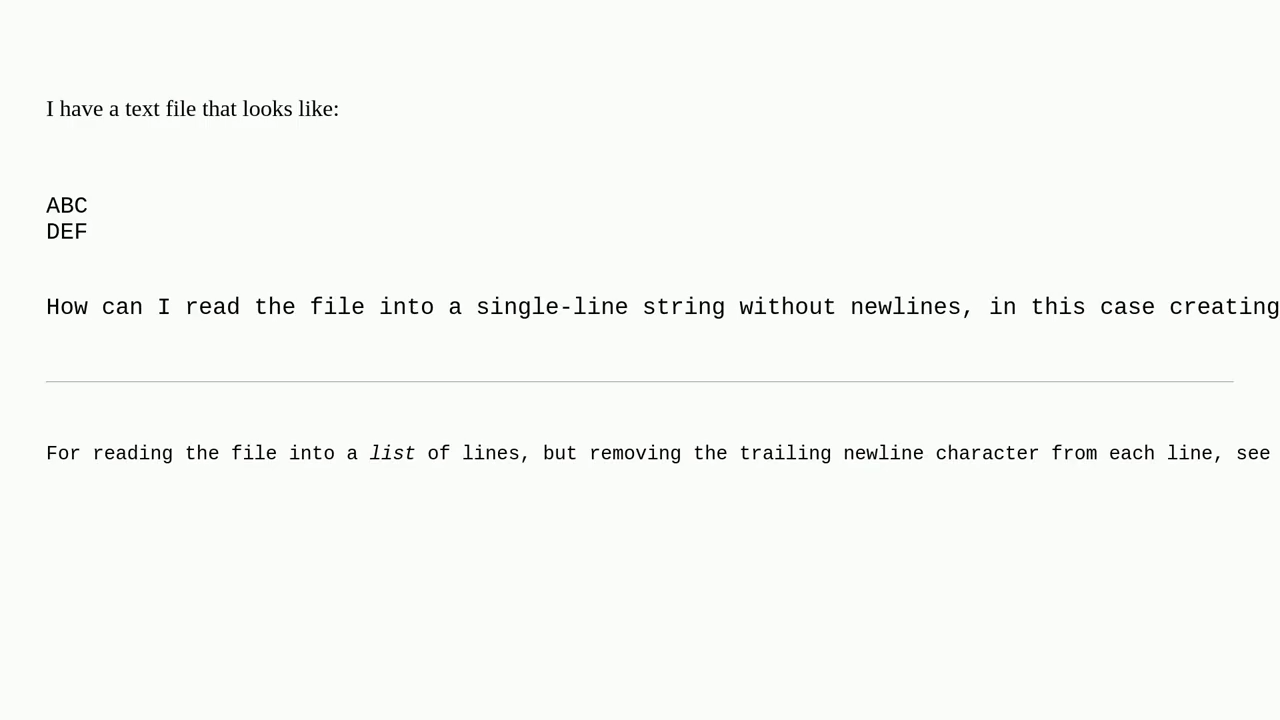 I have a text file that looks like:
ABC
DEF
How can I read the file into a single-line string without newlines, in this case creating
For reading the file into a list of lines, but removing the trailing newline character from each line, see